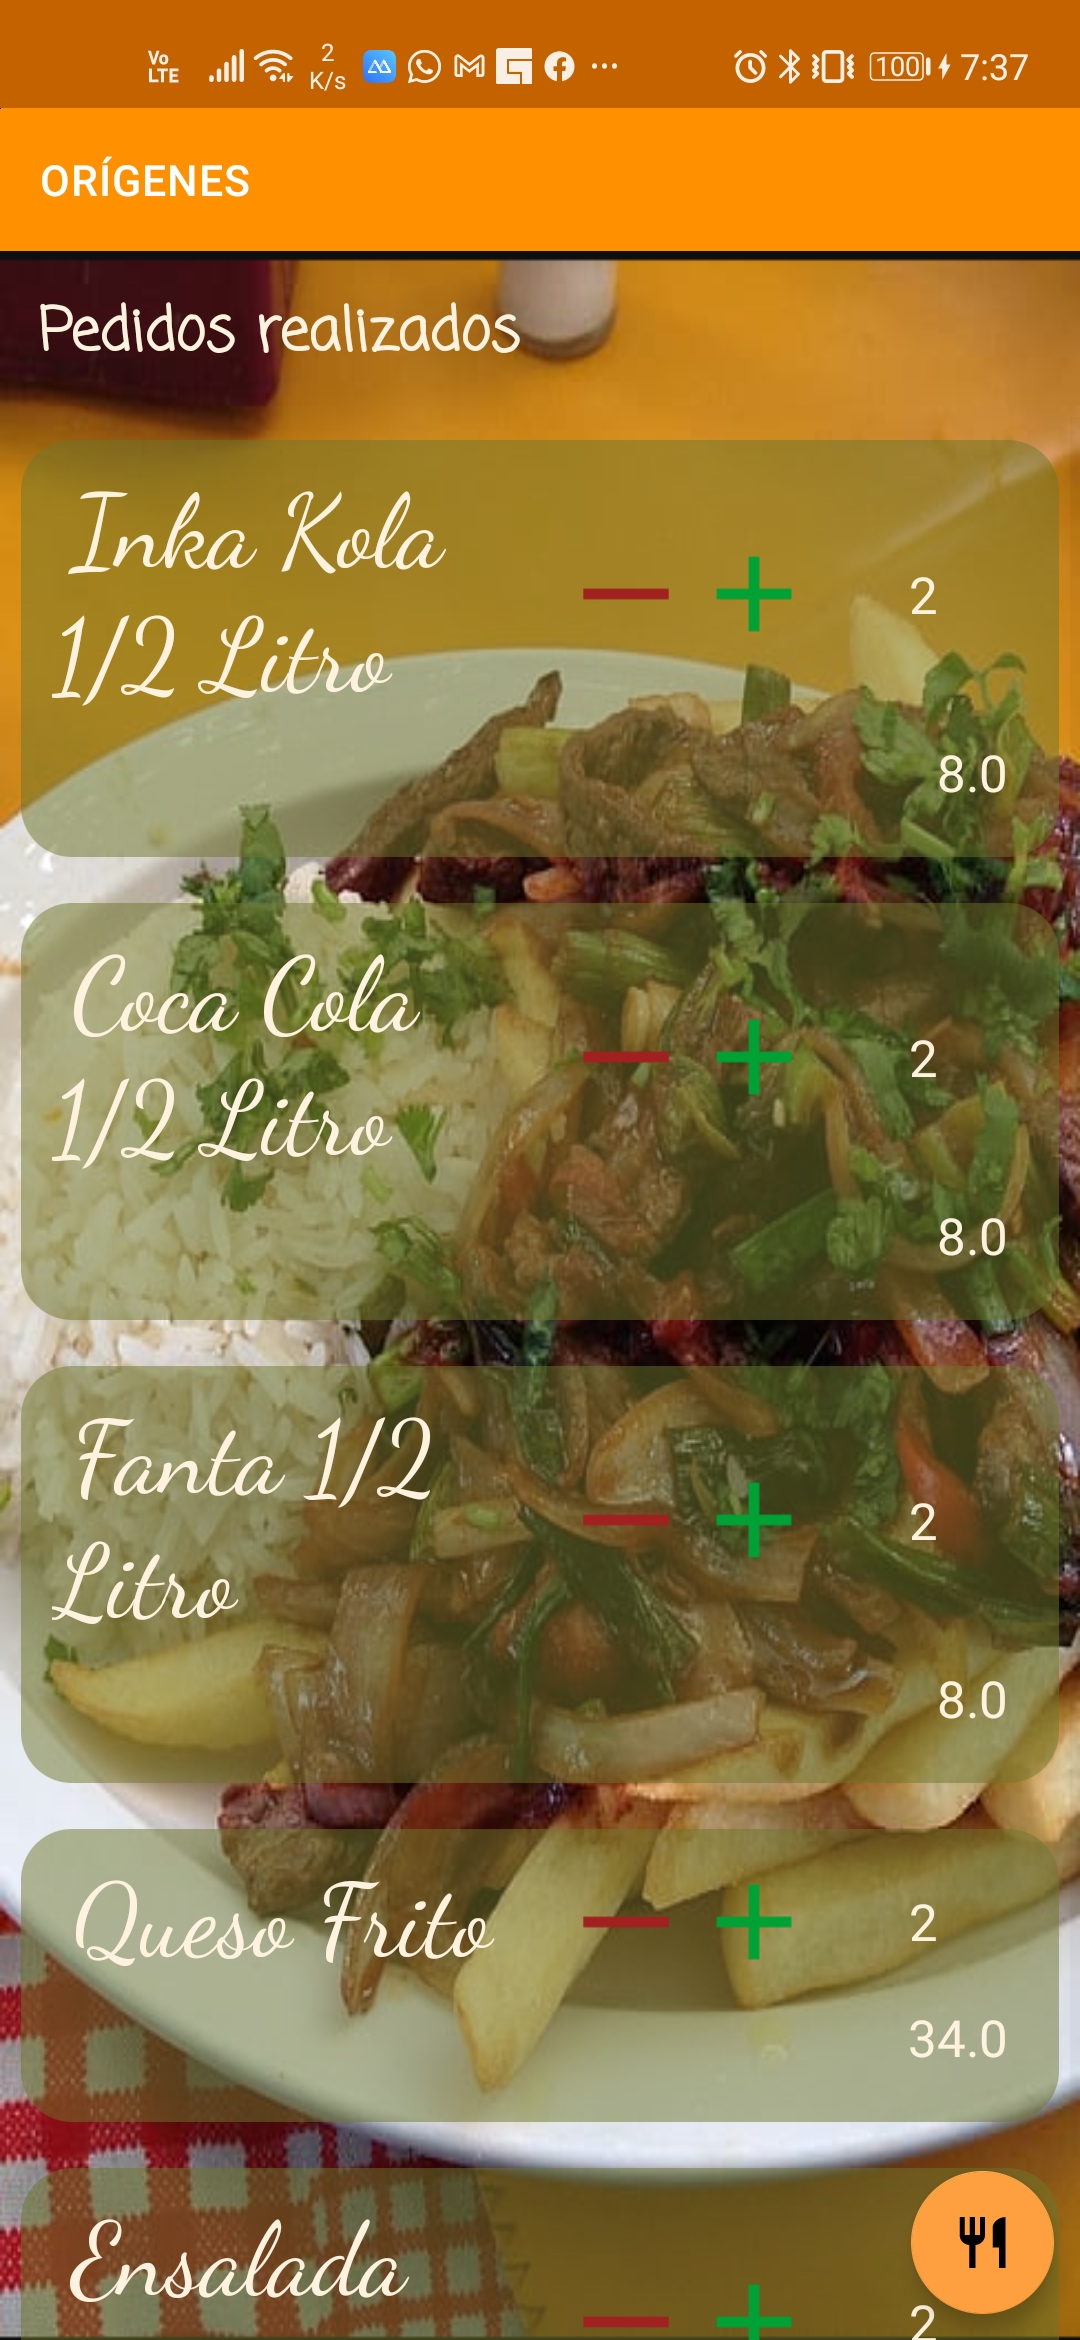 Vo
LTE
2
K/s
100
7:37
ORÍGENES
Pedidos realizados
Inka Kola
1/2 Litro
2
8.0
Coca Cola
1/2 Litro
2
8.0
Fanta 1/2
Litro
2
8.0
Queso Frito
2
34.0
Ensalada
2